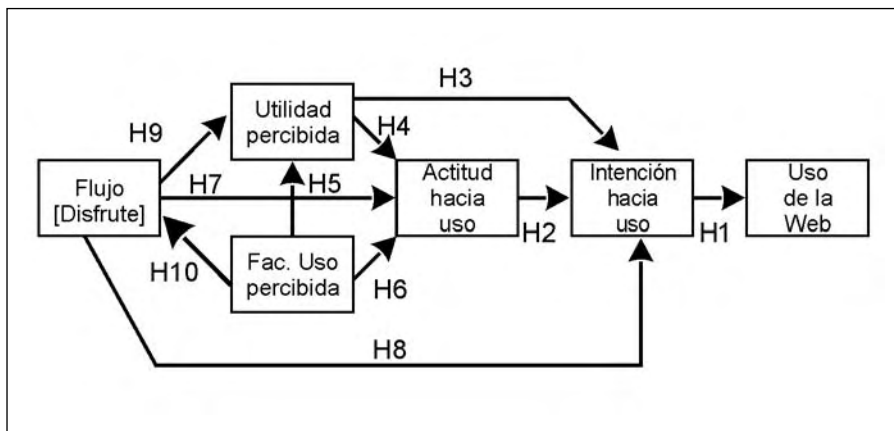 H3
Utilidad
percibida
H9
H4
Flujo
[Disfrute]
H7
H5
Actitud
hacia
uso
Intención
hacia
uso
Uso
de la
Web
H2
H1
H10
Fac. Uso
percibida
H6
H8